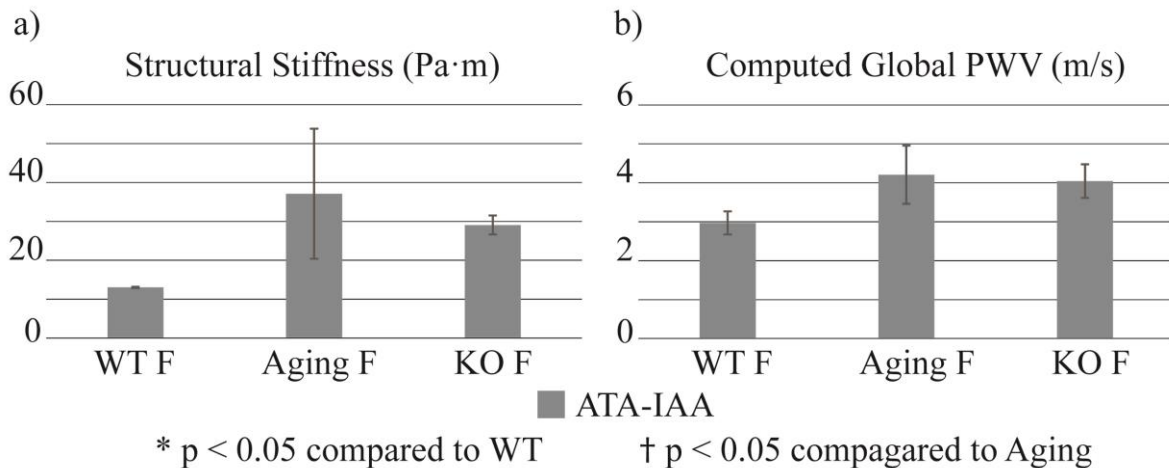 a)
Structural Stiffness (Pa·m)
60
40
20
0
WT F Aging F KO F
b)
Computed Global PWV (m/s)
6
4
2
0
WT F Aging F KO F
ATA-IAA
* p < 0.05 compared to WT † p < 0.05 compagared to Aging